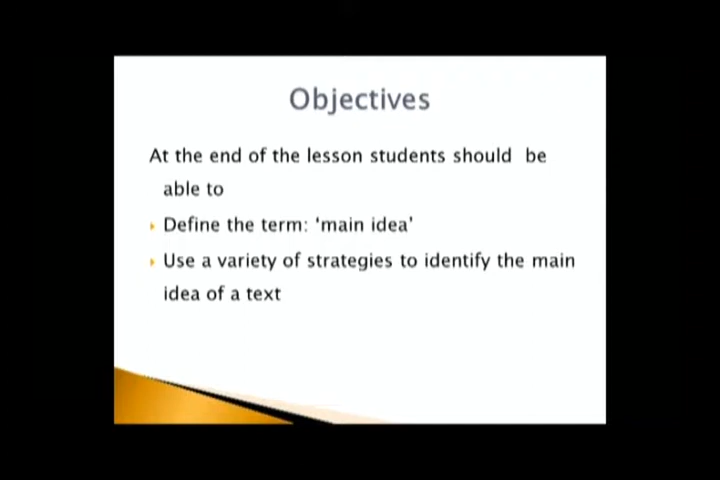 Objectives
At the end of the lesson students should be
able to
Define the term: ‘main idea’
Use a variety of strategies to identify the main
idea of a text